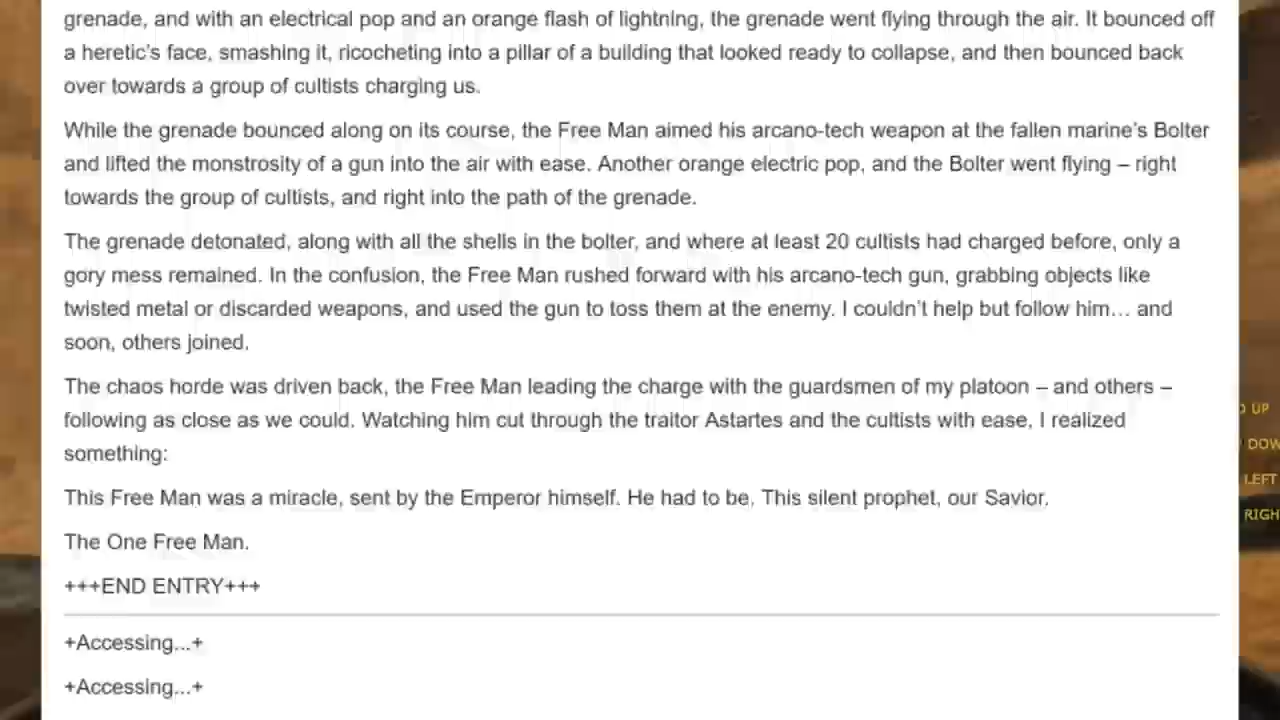 grenade, and with an electrical pop and an orange flash of lightning, the grenade went flying through the air. It bounced off
a heretic's face, smashing it, ricocheting into a pillar of a building that looked ready to collapse, and then bounced back
over towards a group of cultists charging us.
While the grenade bounced along on its course, the Free Man aimed his arcano-tech weapon at the fallen marine's Bolter
and lifted the monstrosity of a gun into the air with ease. Another orange electric pop, and the Bolter went flying – right
towards the group of cultists, and right into the path of the grenade.
The grenade detonated, along with all the shells in the bolter, and where at least 20 cultists had charged before, only a
gory mess remained. In the confusion, the Free Man rushed forward with his arcano-tech gun, grabbing objects like
twisted metal or discarded weapons, and used the gun to toss them at the enemy. I couldn't help but follow him… and
soon, others joined.
The chaos horde was driven back, the Free Man leading the charge with the guardsmen of my platoon – and others –
following as close as we could. Watching him cut through the traitor Astartes and the cultists with ease, I realized
something:
This Free Man was a miracle, sent by the Emperor himself. He had to be, This silent prophet, our Savior.
The One Free Man.
+++END ENTRY+++
+Accessing...+
+Accessing...+
UP
DOW
LEFT
RIGH